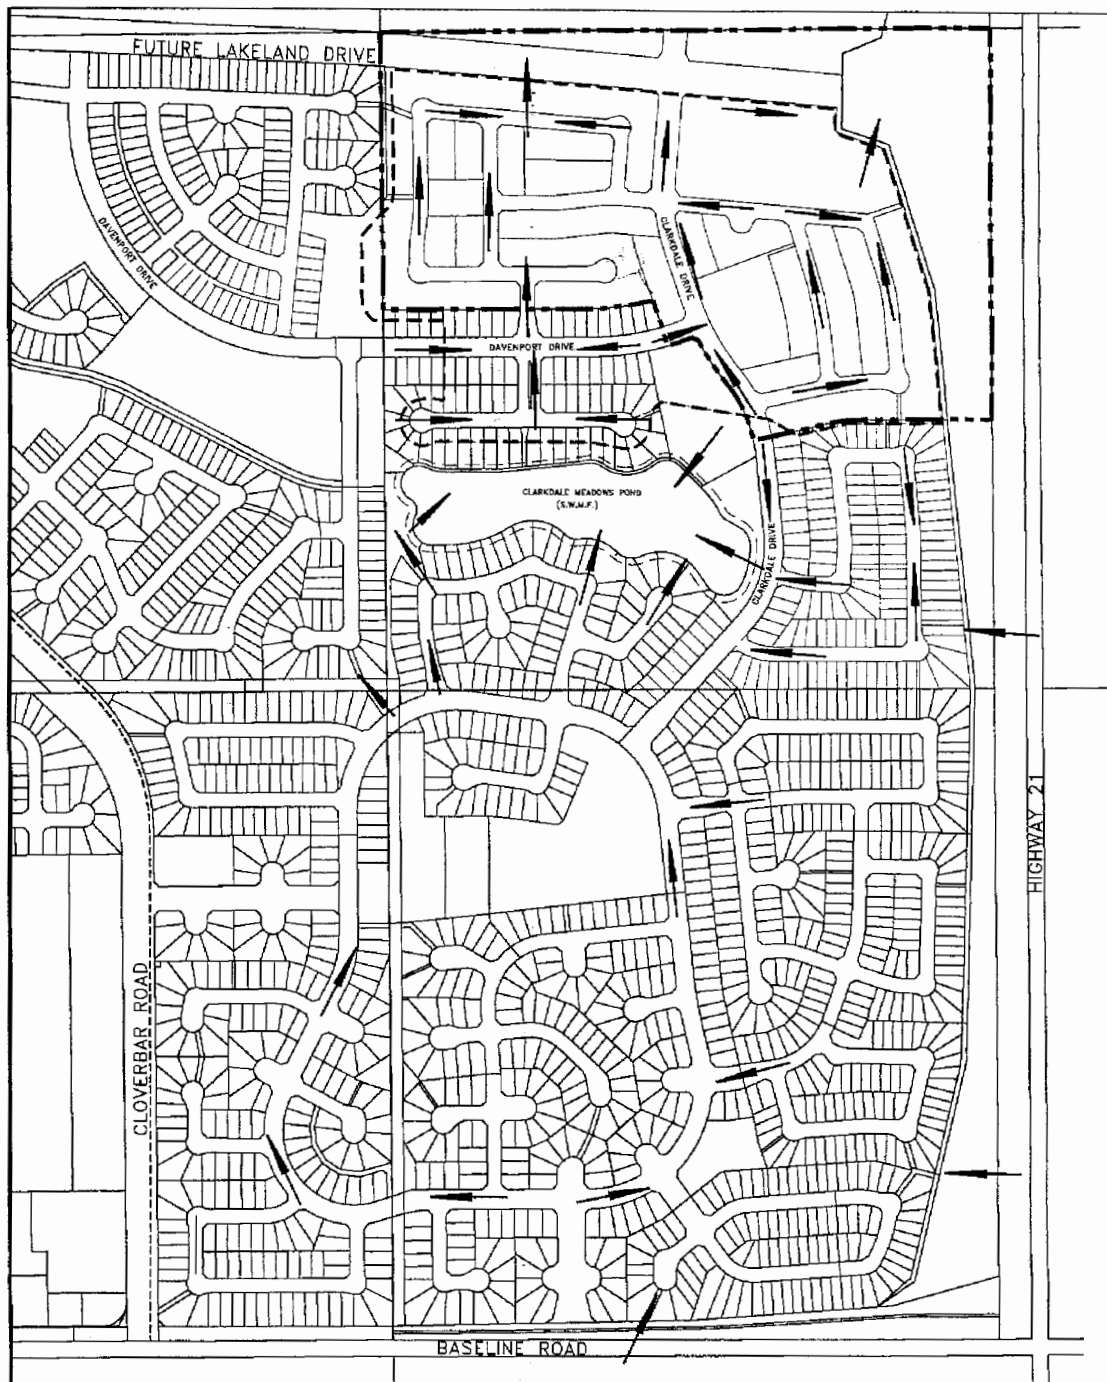 FUTURE LAKELAND DRIVE
DAVENPORT DRIVE
CLARKDALE DRIVE
DAVENPORT DRIVE
CLARKDALE MEADOWS POND
(S.W.M.F.)
CLARKDALE DRIVE
HIGHWAY 21
CLOVERBAR ROAD
BASELINE ROAD